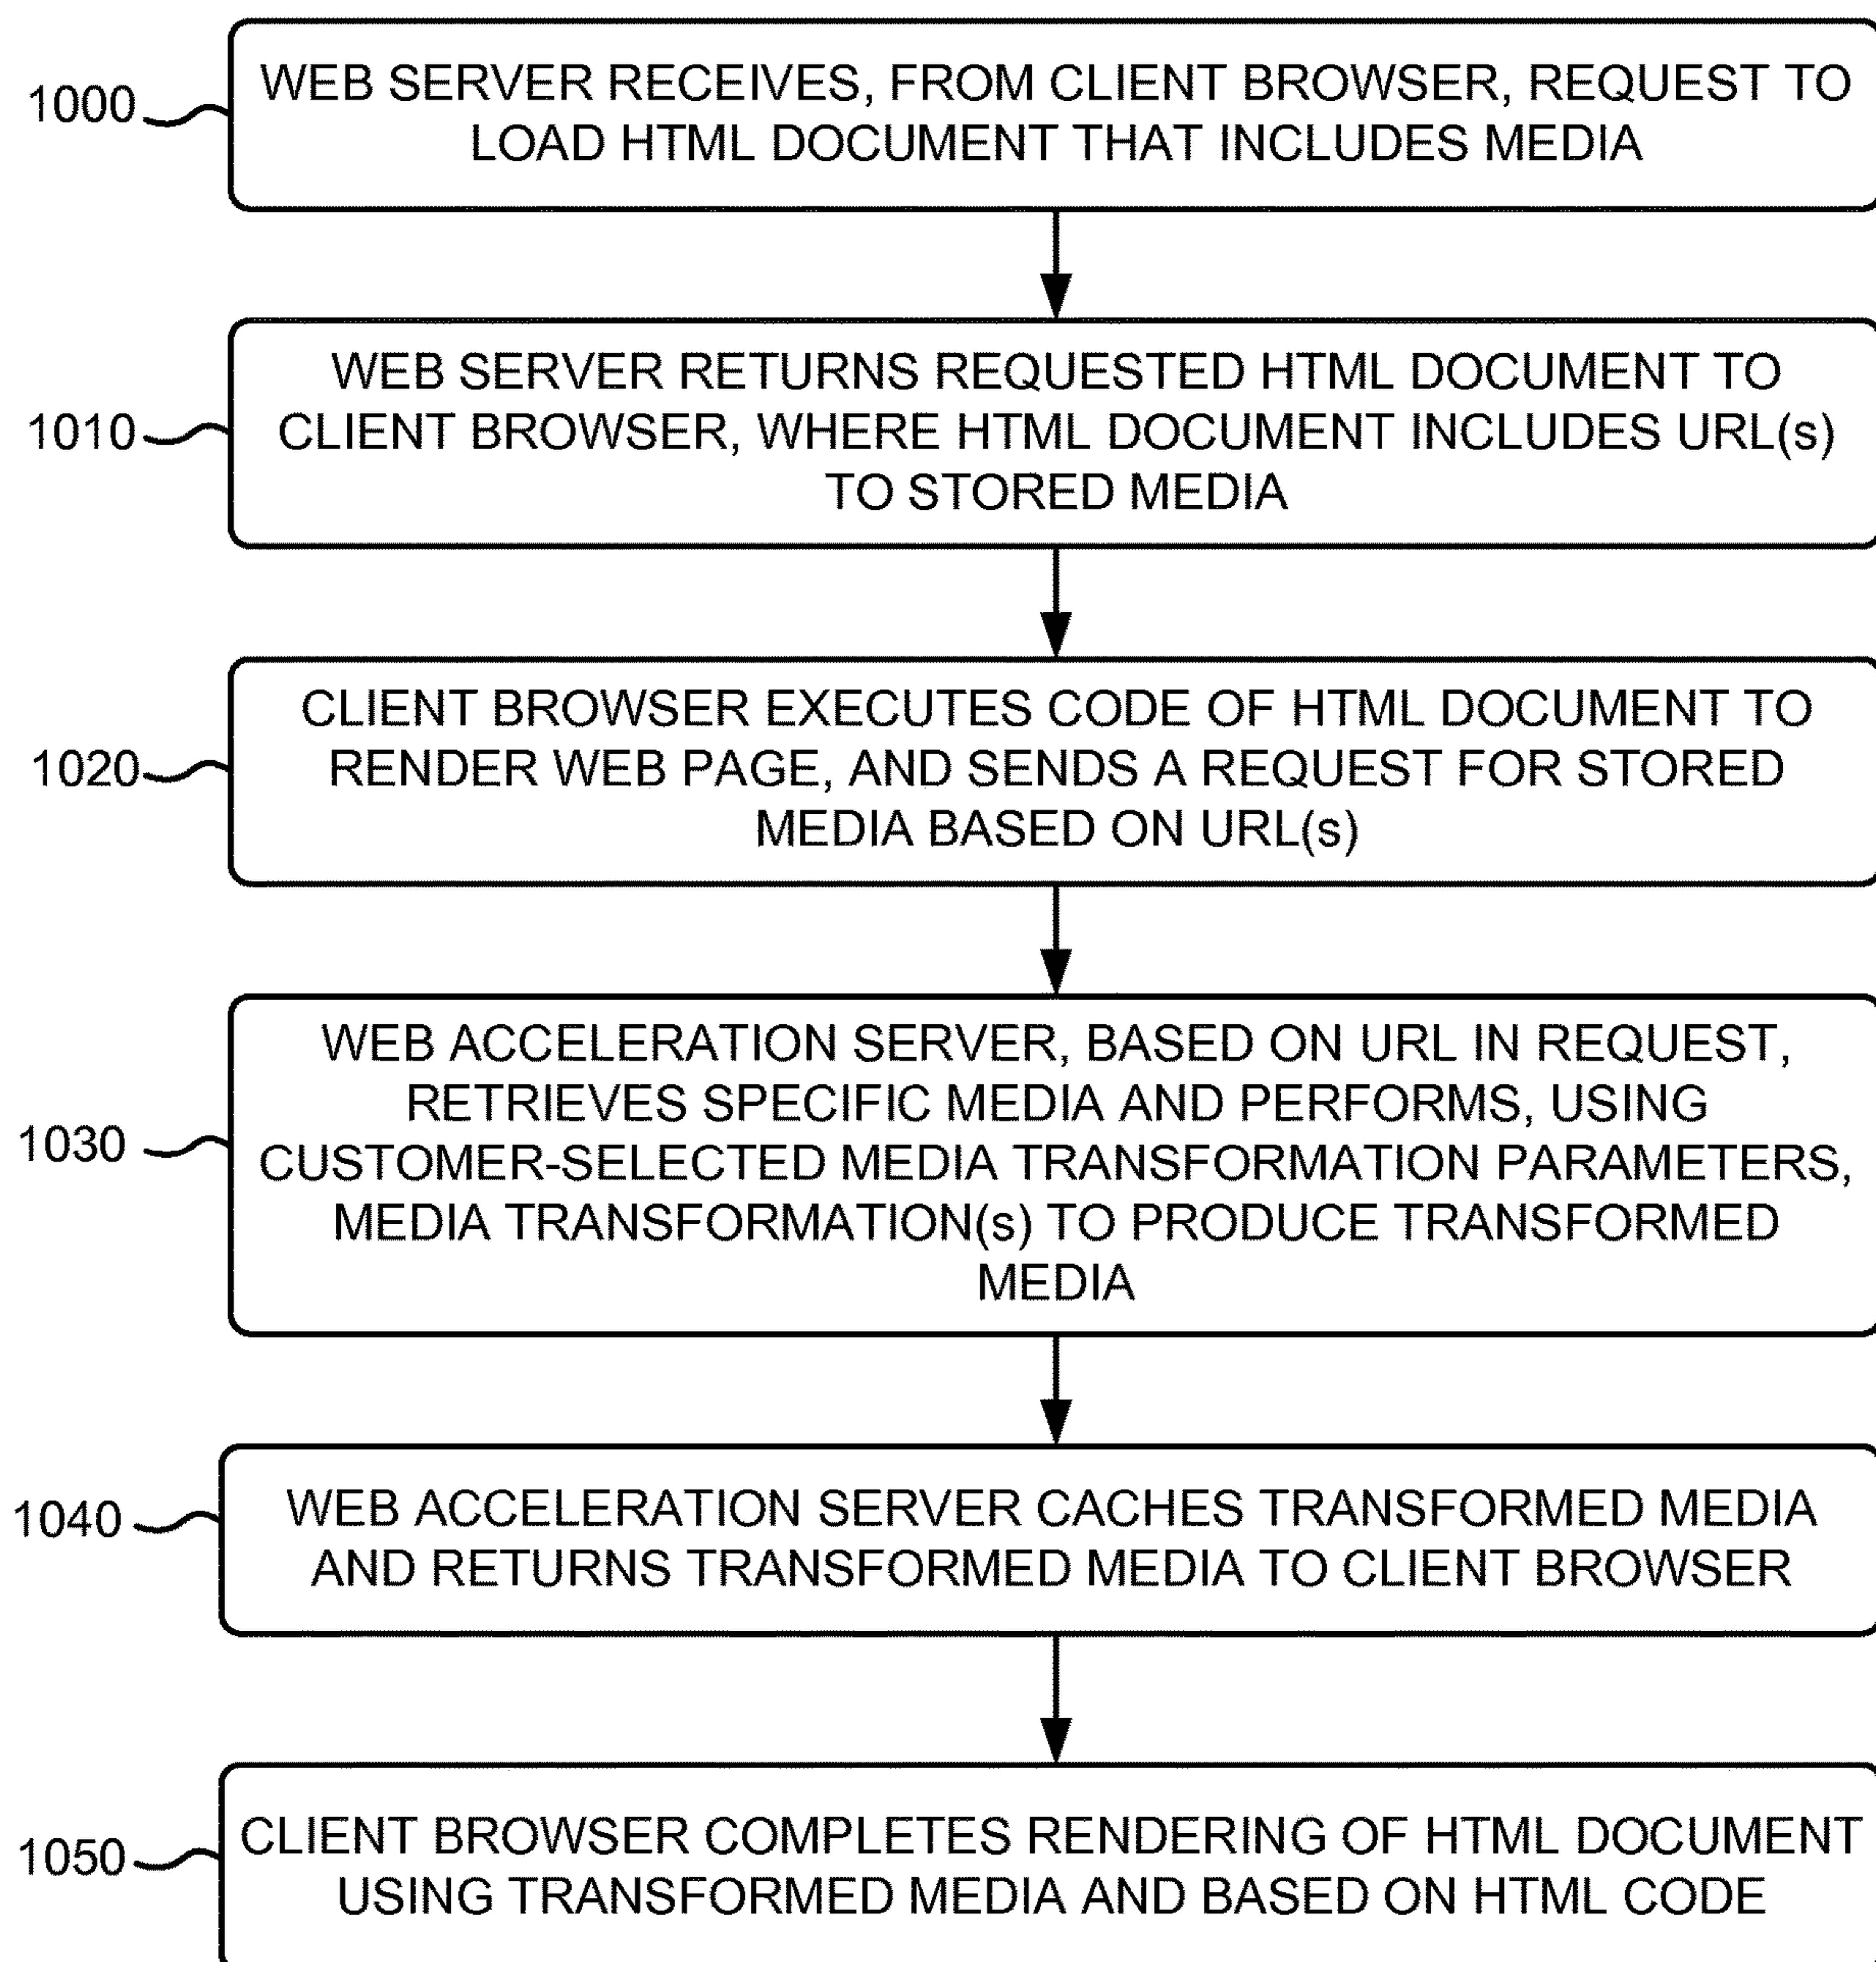 1000
WEB SERVER RECEIVES, FROM CLIENT BROWSER, REQUEST TO
LOAD HTML DOCUMENT THAT INCLUDES MEDIA
1010
WEB SERVER RETURNS REQUESTED HTML DOCUMENT TO
CLIENT BROWSER, WHERE HTML DOCUMENT INCLUDES URL(s)
TO STORED MEDIA
1020
CLIENT BROWSER EXECUTES CODE OF HTML DOCUMENT TO
RENDER WEB PAGE, AND SENDS A REQUEST FOR STORED
MEDIA BASED ON URL(s)
1030
WEB ACCELERATION SERVER, BASED ON URL IN REQUEST,
RETRIEVES SPECIFIC MEDIA AND PERFORMS, USING
CUSTOMER-SELECTED MEDIA TRANSFORMATION PARAMETERS,
MEDIA TRANSFORMATION(s) TO PRODUCE TRANSFORMED
MEDIA
1040
WEB ACCELERATION SERVER CACHES TRANSFORMED MEDIA
AND RETURNS TRANSFORMED MEDIA TO CLIENT BROWSER
1050
CLIENT BROWSER COMPLETES RENDERING OF HTML DOCUMENT
USING TRANSFORMED MEDIA AND BASED ON HTML CODE